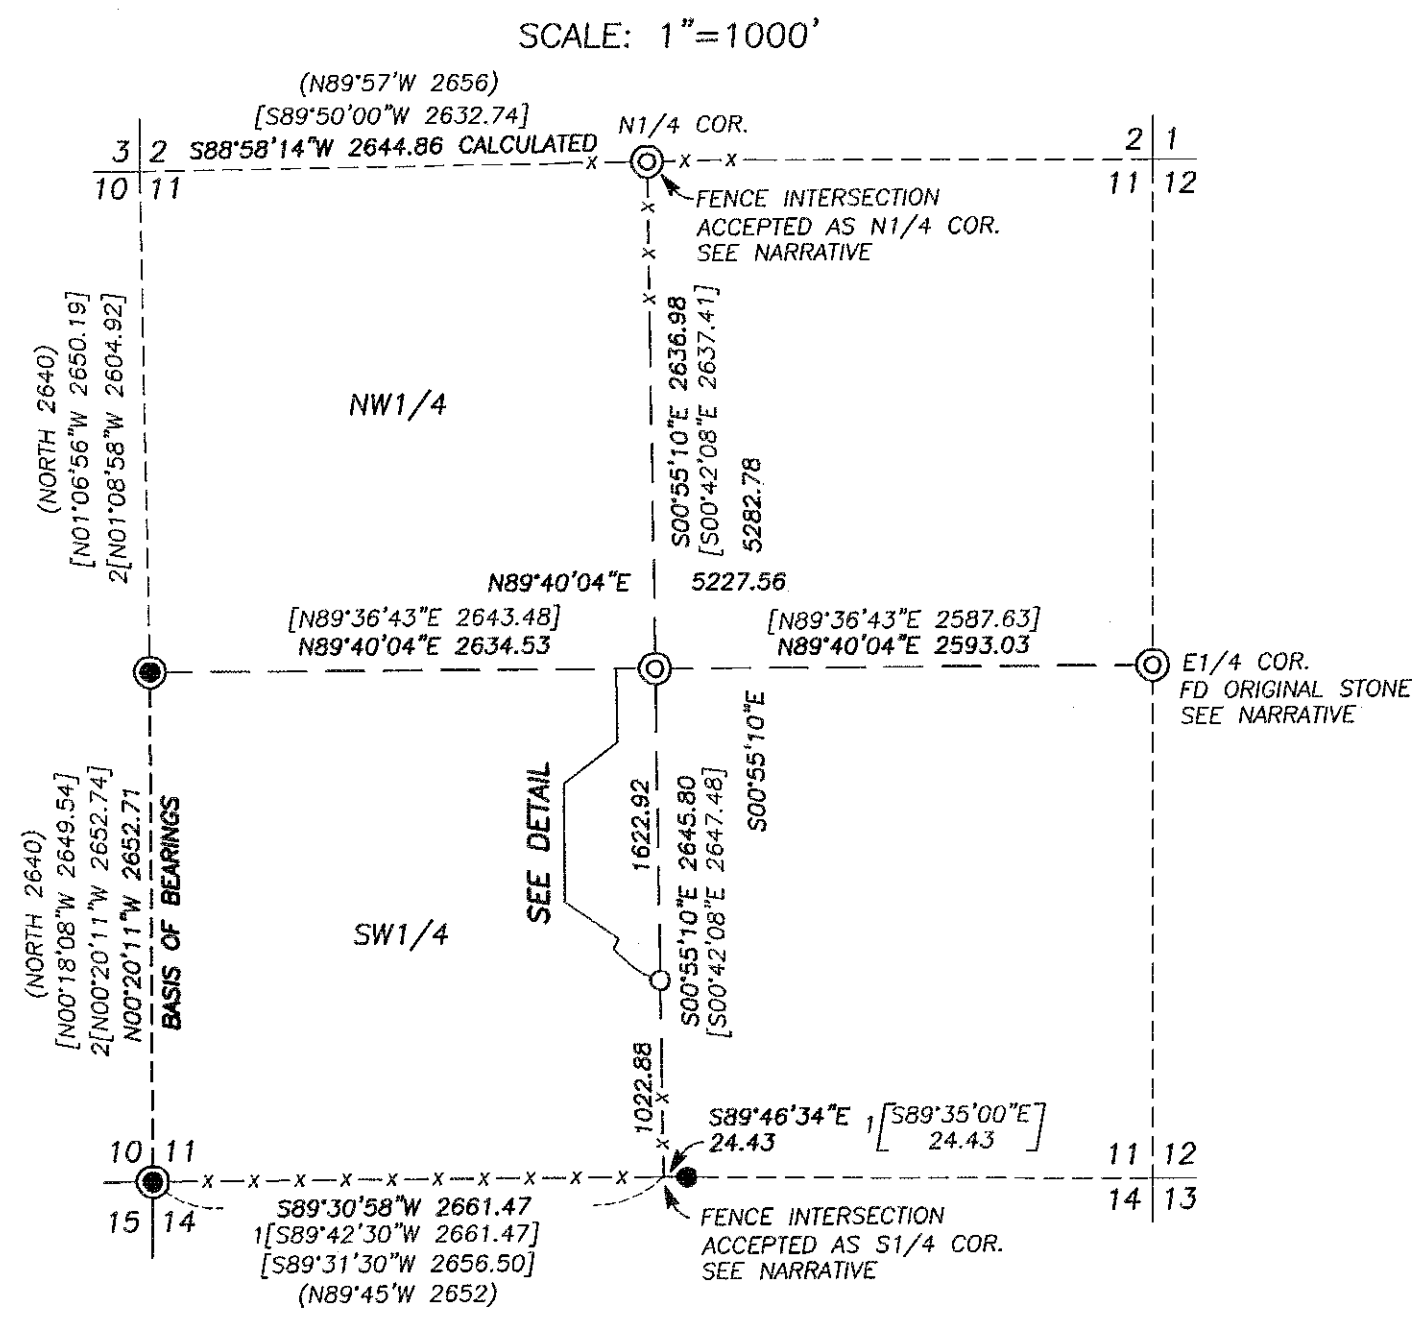 SCALE: 1"=1000'
(N89°57'W 2656)
[S89°50'00"W 2632.74]
S88°58'14"W 2644.86 CALCULATED
N1/4 COR.
3 2
10 11
2 1
11 12
FENCE INTERSECTION
ACCEPTED AS N1/4 COR.
SEE NARRATIVE
(NORTH 2640)
[N01°06'56"W 2650.19]
2[N01°08'58"W 2604.92]
NW1/4
S00°55'10"E 2636.98
[S00°42'08"E 2637.41]
5282.78
N89°40'04"E 5227.56
[N89°36'43"E 2643.48]
N89°40'04"E 2634.53
[N89°36'43"E 2587.63]
N89°40'04"E 2593.03
E1/4 COR.
FD ORIGINAL STONE
SEE NARRATIVE
(NORTH 2640)
[N00°18'08"W 2649.54]
2[N00°20'11"W 2652.74]
N00°20'11"W 2652.71
BASIS OF BEARINGS
SW1/4
SEE DETAIL
1622.92
S00°55'10"E 2645.80
[S00°42'08"E 2647.48]
S00°55'10"E
1022.88
S89°46'34"E
24.43
1[S89°35'00"E
24.43]
10 11
15 14
11 12
14 13
S89°30'58"W 2661.47
1[S89°42'30"W 2661.47]
[S89°31'30"W 2656.50]
(N89°45'W 2652)
FENCE INTERSECTION
ACCEPTED AS S1/4 COR.
SEE NARRATIVE